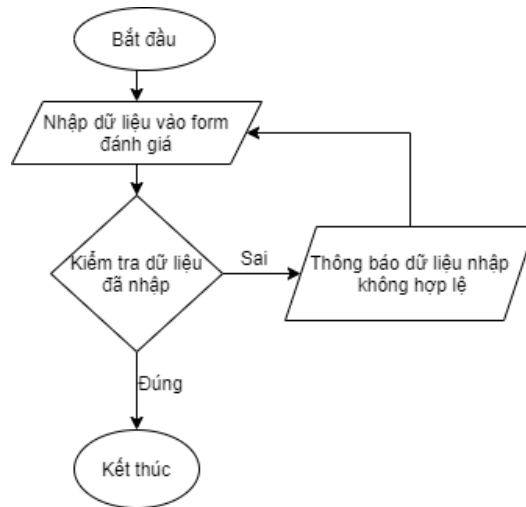 Bắt đầu
Nhập dữ liệu vào form
đánh giá
Kiểm tra dữ liệu
đã nhập
Sai
Thông báo dữ liệu nhập
không hợp lệ
Đúng
Kết thúc